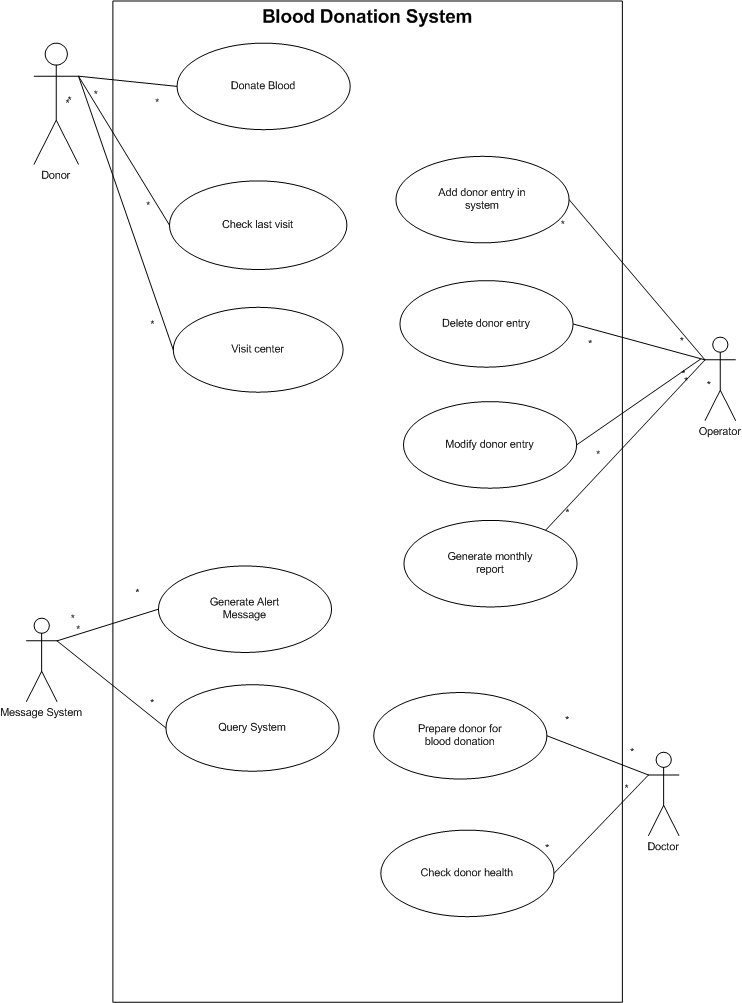 Blood Donation System
Donate Blood
*
*
*
*
Donor
Check last visit
*
Add donor entry in
system
*
Visit center
*
Delete donor entry
*
*
Operator
*
*
*
Modify donor entry
*
Generate monthly
report
*
Generate Alert
Message
*
*
*
Message System
Query System
*
Prepare donor for
blood donation
*
*
Doctor
*
Check donor health
*